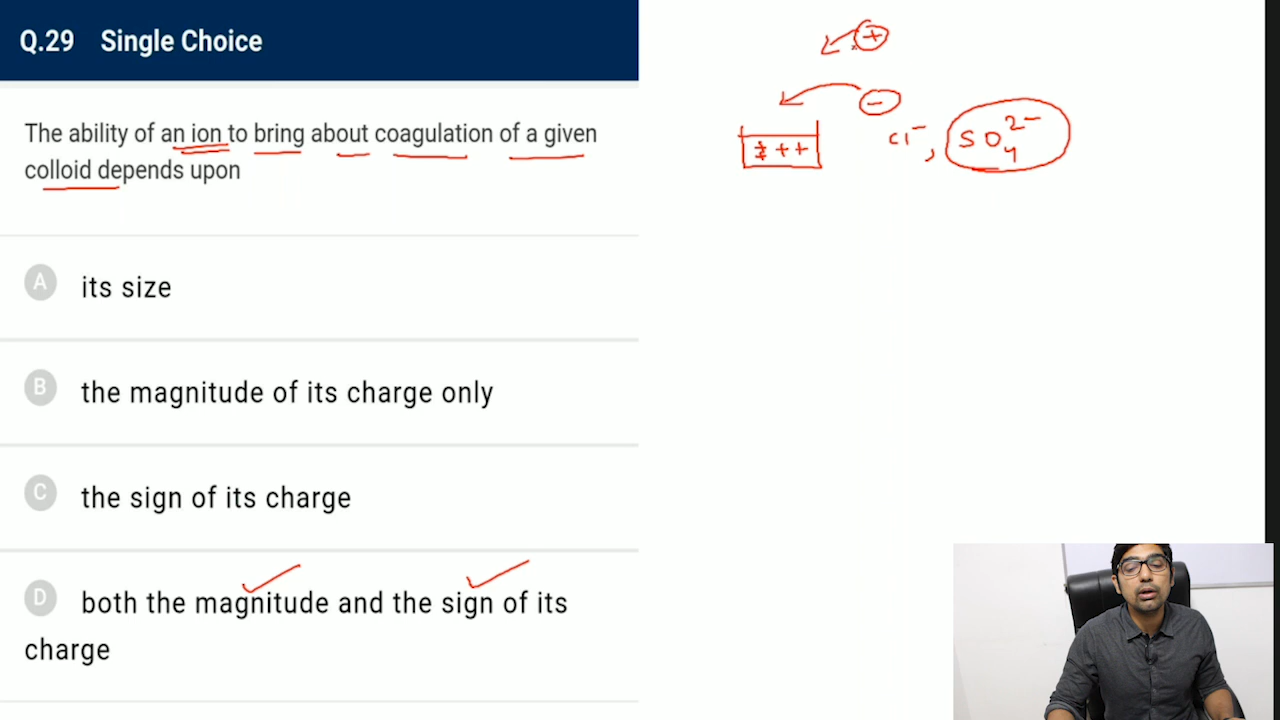 Q.29 Single Choice
The ability of an ion to bring about coagulation of a given
colloid depends upon
A its size
B the magnitude of its charge only
C the sign of its charge
D both the magnitude and the sign of its
charge
+
−
Cl⁻, SO₄²⁻
‡ + +